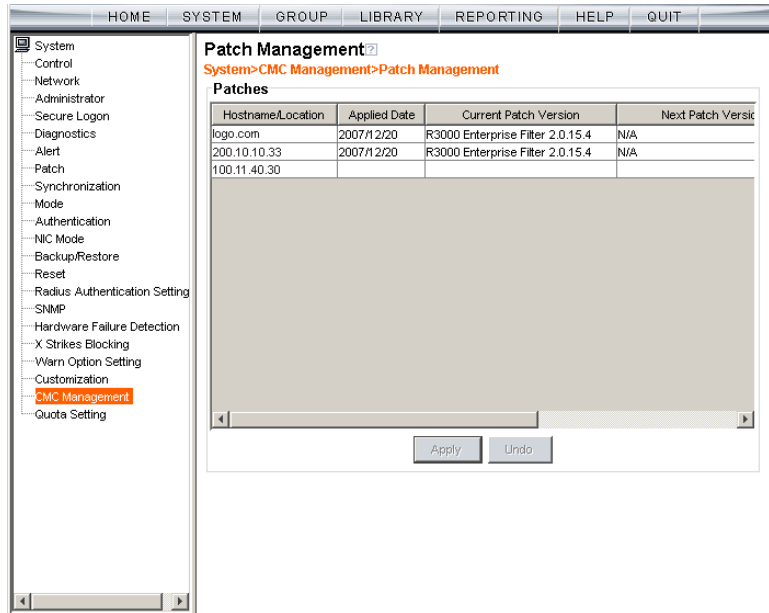 HOME SYSTEM GROUP LIBRARY REPORTING HELP QUIT
System
Control
Network
Administrator
Secure Logon
Diagnostics
Alert
Patch
Synchronization
Mode
Authentication
NIC Mode
Backup/Restore
Reset
Radius Authentication Setting
SNMP
Hardware Failure Detection
X Strikes Blocking
Warn Option Setting
Customization
CMC Management
Quota Setting
Patch Management?
System>CMC Management>Patch Management
Patches
Hostname/Location Applied Date Current Patch Version Next Patch Versio
logo.com 2007/12/20 R3000 Enterprise Filter 2.0.15.4 N/A
200.10.10.33 2007/12/20 R3000 Enterprise Filter 2.0.15.4 N/A
100.11.40.30
Apply Undo